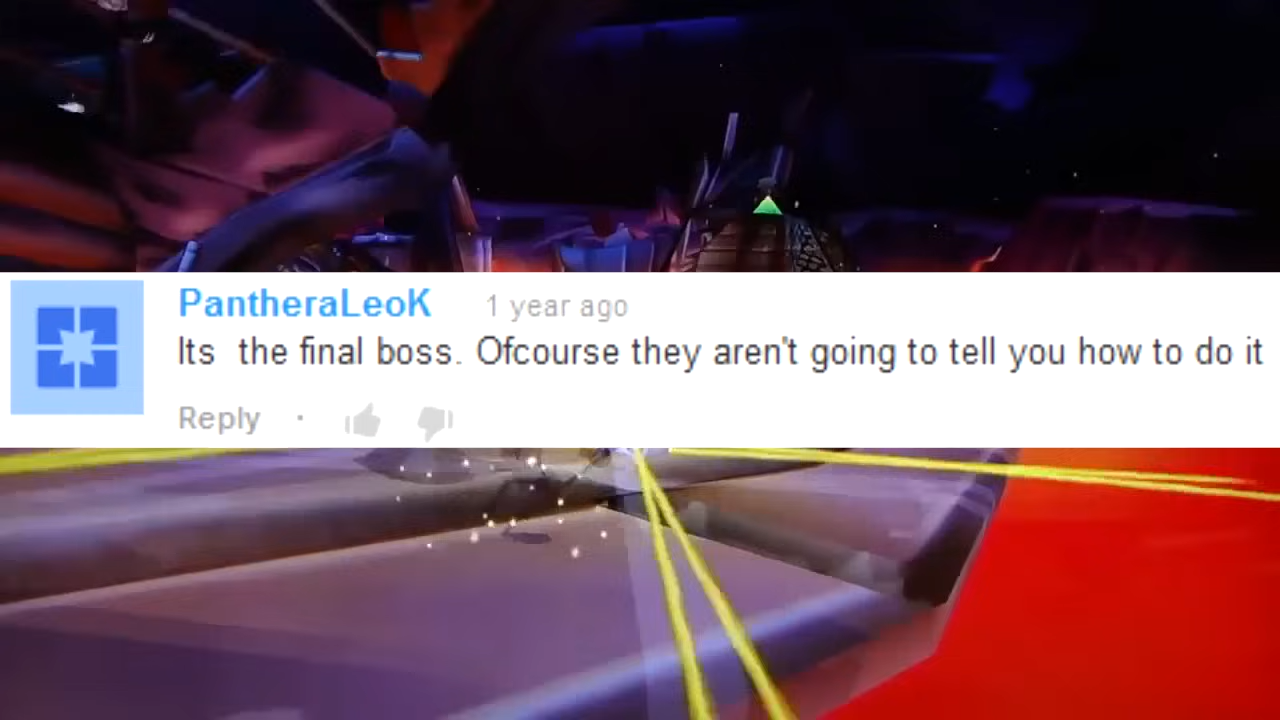 PantheraLeoK 1 year ago
Its  the final boss. Ofcourse they aren't going to tell you how to do it
Reply ·